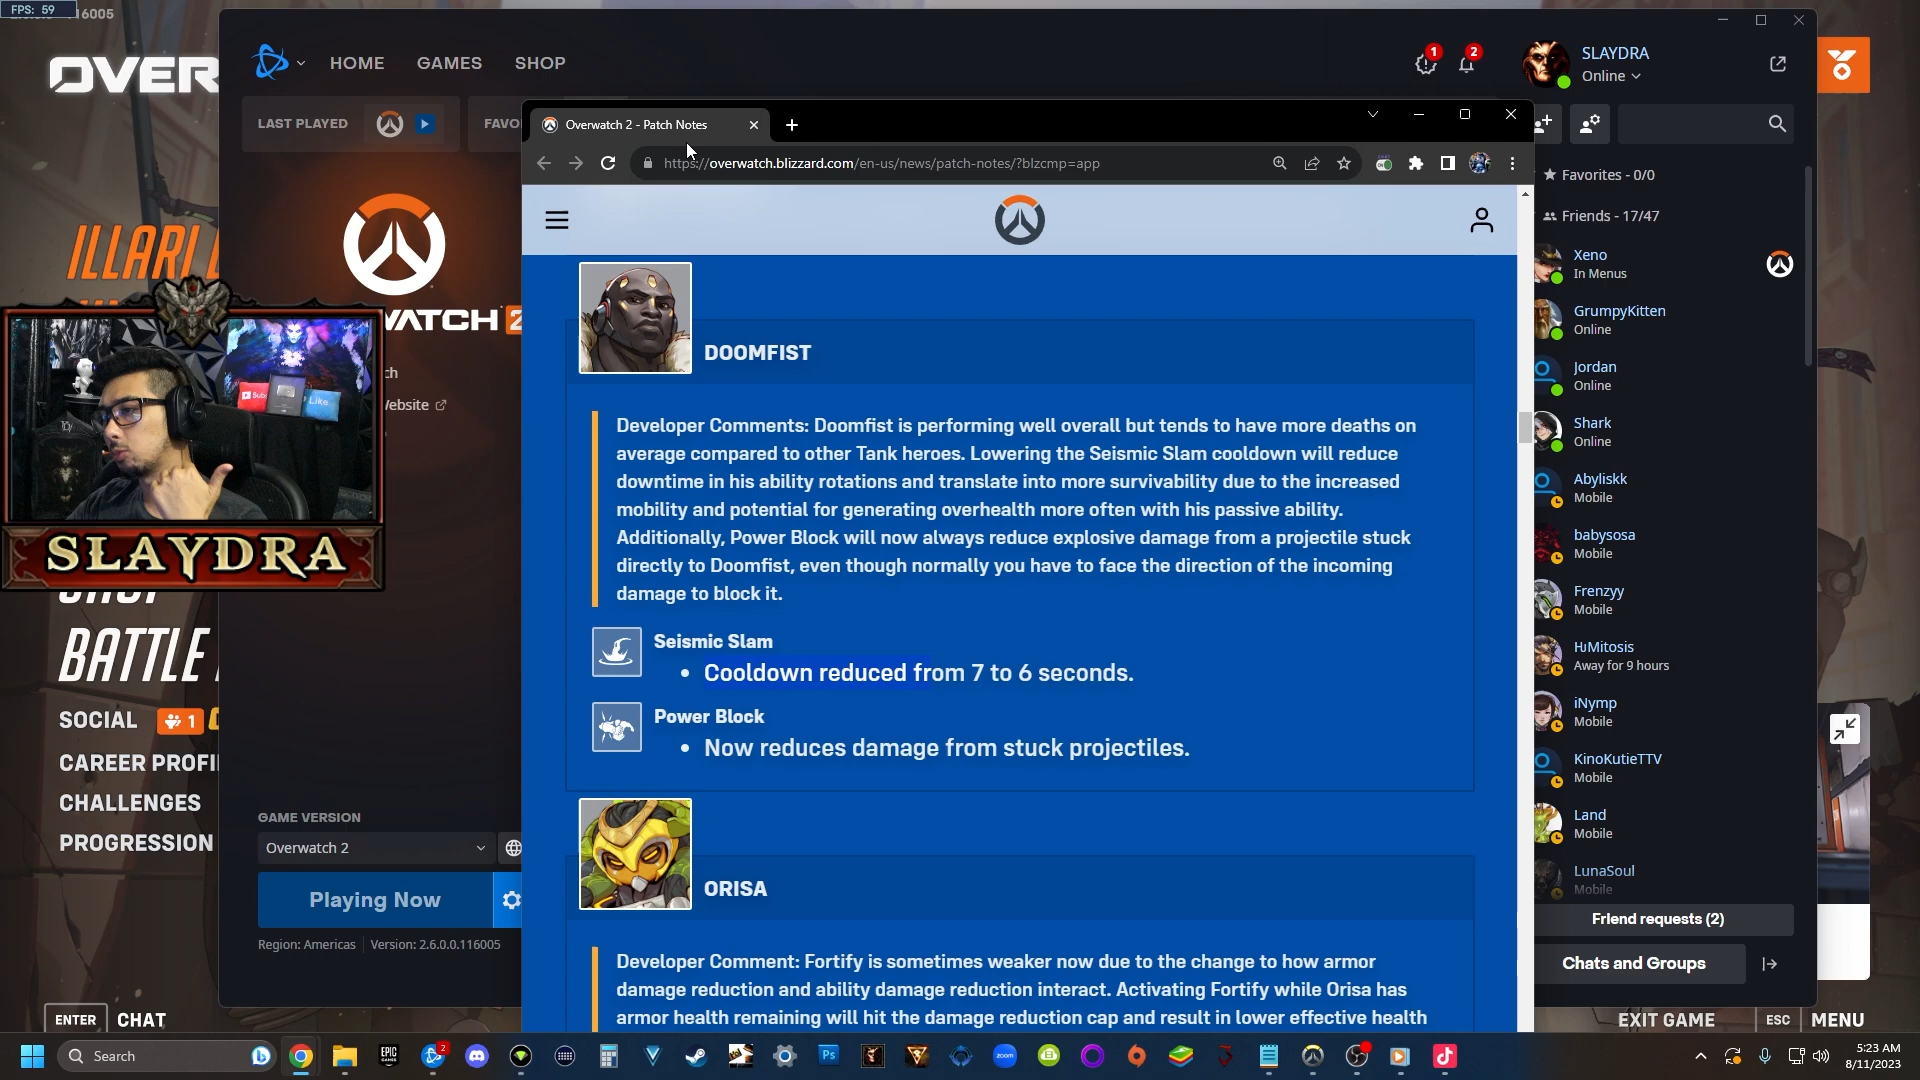 FPS: 59
116005
OVER
ILLARI
BATTLE
SOCIAL
1
CAREER PROFI
CHALLENGES
PROGRESSION
ENTER
CHAT
SLAYDRA
Subs
Like
HOME
GAMES
SHOP
LAST PLAYED
FAVO
WATCH 2
ch
Website
GAME VERSION
Overwatch 2
Playing Now
Region: Americas
Version: 2.6.0.0.116005
Overwatch 2 - Patch Notes
https://overwatch.blizzard.com/en-us/news/patch-notes/?blzcmp=app
DOOMFIST
Developer Comments: Doomfist is performing well overall but tends to have more deaths on
average compared to other Tank heroes. Lowering the Seismic Slam cooldown will reduce
downtime in his ability rotations and translate into more survivability due to the increased
mobility and potential for generating overhealth more often with his passive ability.
Additionally, Power Block will now always reduce explosive damage from a projectile stuck
directly to Doomfist, even though normally you have to face the direction of the incoming
damage to block it.
Seismic Slam
• Cooldown reduced from 7 to 6 seconds.
Power Block
• Now reduces damage from stuck projectiles.
ORISA
Developer Comment: Fortify is sometimes weaker now due to the change to how armor
damage reduction and ability damage reduction interact. Activating Fortify while Orisa has
armor health remaining will hit the damage reduction cap and result in lower effective health
1
2
SLAYDRA
Online
Favorites - 0/0
Friends - 17/47
Xeno
In Menus
GrumpyKitten
Online
Jordan
Online
Shark
Online
Abyliskk
Mobile
babysosa
Mobile
Frenzyy
Mobile
HiMitosis
Away for 9 hours
iNymp
Mobile
KinoKutieTTV
Mobile
Land
Mobile
LunaSoul
Mobile
Friend requests (2)
Chats and Groups
EXIT GAME
ESC
MENU
Search
EPIC GAMES
2
Ps
zoom
5:23 AM
8/11/2023